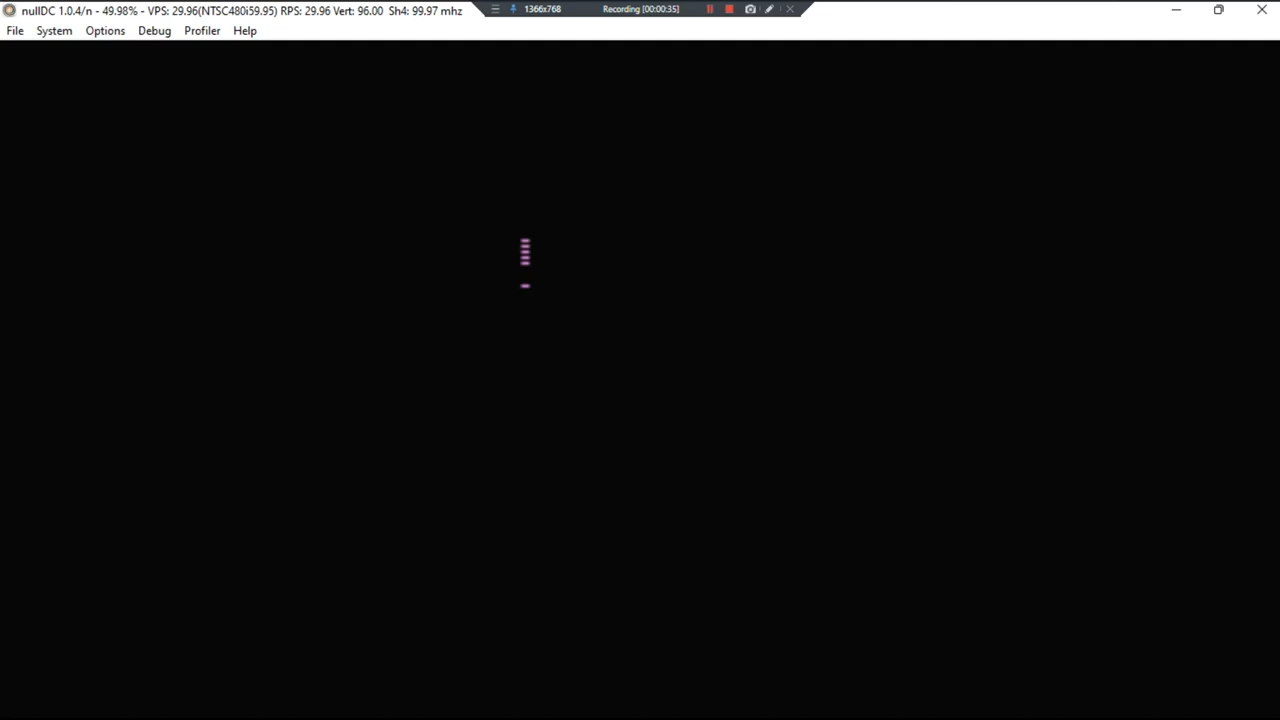 nullDC 1.0.4/n - 49.98% - VPS: 29.96(NTSC480i59.95) RPS: 29.96 Vert: 96.00 Sh4: 99.97 mhz
1366x768 Recording [00:00:35]
File System Options Debug Profiler Help